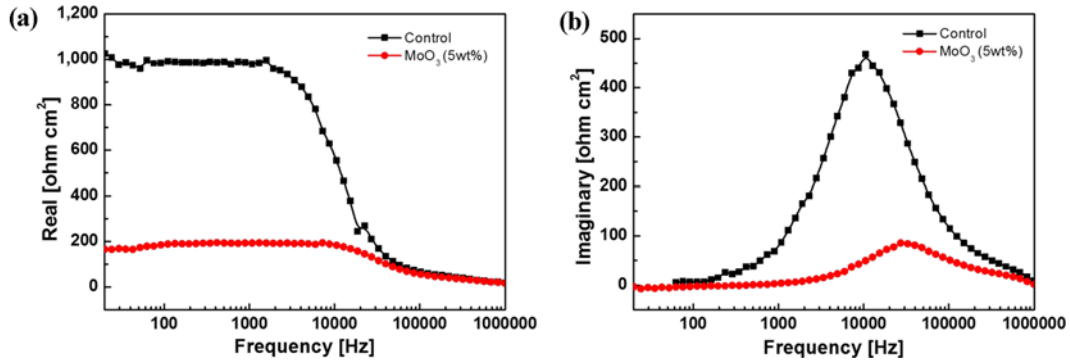 (a)
1,200
1,000
800
600
400
200
0
Real [ohm cm²]
100
1000
10000
100000
1000000
Frequency [Hz]
Control
MoO₃ (5wt%)
(b)
500
400
300
200
100
0
Imaginary [ohm cm²]
100
1000
10000
100000
1000000
Frequency [Hz]
Control
MoO₃ (5wt%)